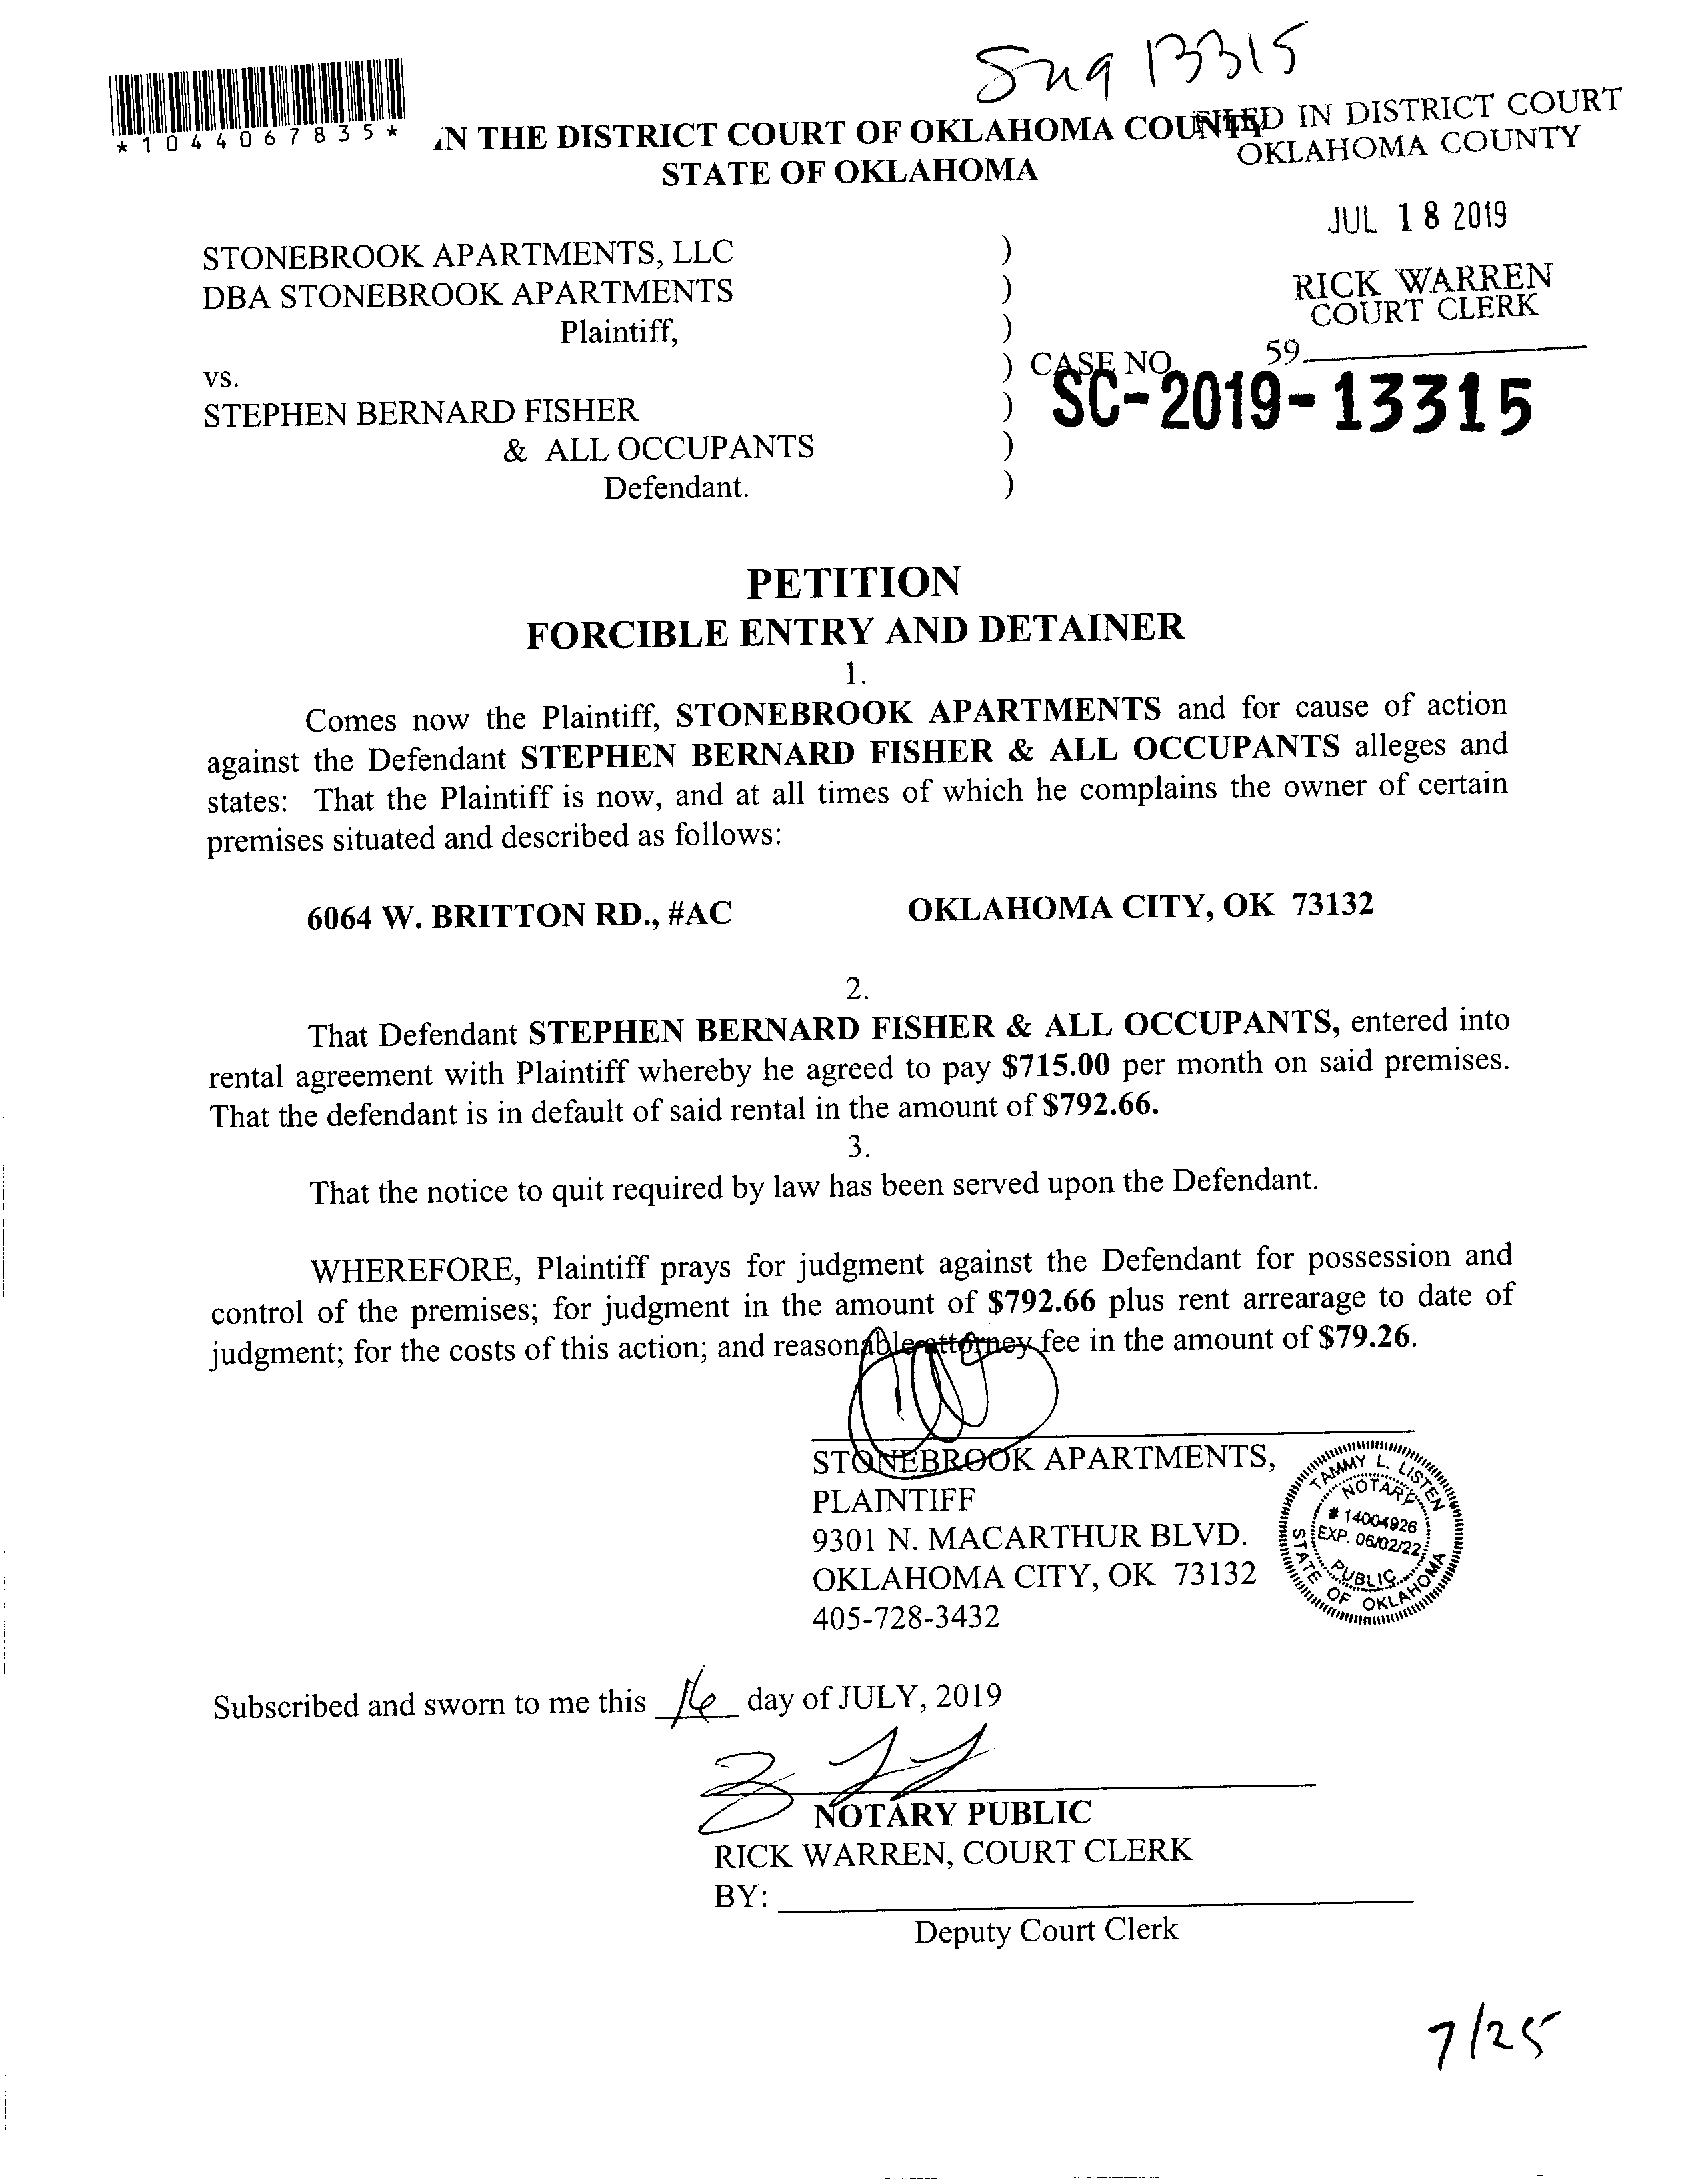 Sng 13315
*1044067835*
IN THE DISTRICT COURT OF OKLAHOMA COUNTY
STATE OF OKLAHOMA
FILED IN DISTRICT COURT
OKLAHOMA COUNTY
JUL 18 2019
RICK WARREN
COURT CLERK
59
STONEBROOK APARTMENTS, LLC )
DBA STONEBROOK APARTMENTS )
Plaintiff, )
vs. ) CASE NO
SC-2019-13315
STEPHEN BERNARD FISHER )
& ALL OCCUPANTS )
Defendant. )
PETITION
FORCIBLE ENTRY AND DETAINER
1.
Comes now the Plaintiff, STONEBROOK APARTMENTS and for cause of action
against the Defendant STEPHEN BERNARD FISHER & ALL OCCUPANTS alleges and
states: That the Plaintiff is now, and at all times of which he complains the owner of certain
premises situated and described as follows:
6064 W. BRITTON RD., #AC OKLAHOMA CITY, OK 73132
2.
That Defendant STEPHEN BERNARD FISHER & ALL OCCUPANTS, entered into
rental agreement with Plaintiff whereby he agreed to pay $715.00 per month on said premises.
That the defendant is in default of said rental in the amount of $792.66.
3.
That the notice to quit required by law has been served upon the Defendant.
WHEREFORE, Plaintiff prays for judgment against the Defendant for possession and
control of the premises; for judgment in the amount of $792.66 plus rent arrearage to date of
judgment; for the costs of this action; and reasonable attorney fee in the amount of $79.26.
STONEBROOK APARTMENTS,
PLAINTIFF
9301 N. MACARTHUR BLVD.
OKLAHOMA CITY, OK 73132
405-728-3432
TAMMY L. LISTEN
NOTARY
# 14004926
EXP. 06/02/22
PUBLIC
STATE OF OKLAHOMA
Subscribed and sworn to me this 16 day of JULY, 2019
NOTARY PUBLIC
RICK WARREN, COURT CLERK
BY:
Deputy Court Clerk
7/25